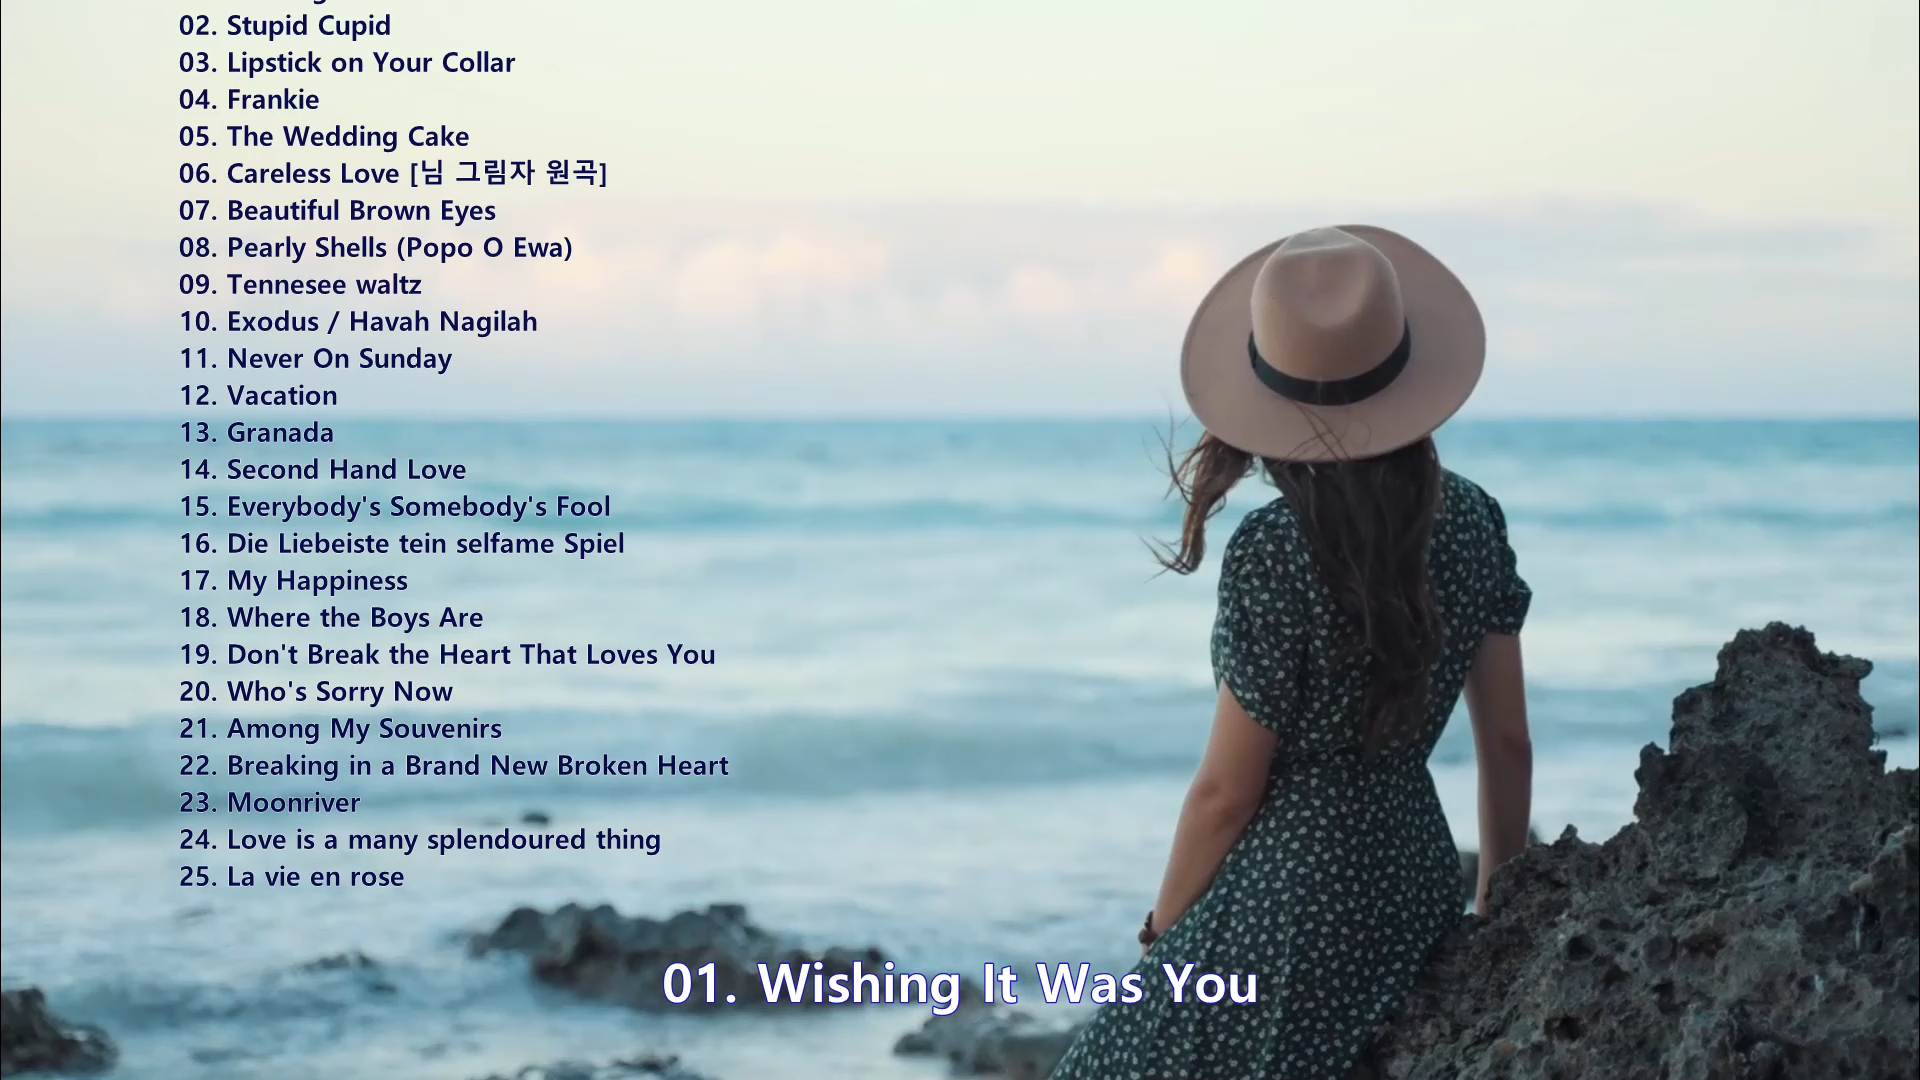 02. Stupid Cupid
03. Lipstick on Your Collar
04. Frankie
05. The Wedding Cake
06. Careless Love [님 그림자 원곡]
07. Beautiful Brown Eyes
08. Pearly Shells (Popo O Ewa)
09. Tennesee waltz
10. Exodus / Havah Nagilah
11. Never On Sunday
12. Vacation
13. Granada
14. Second Hand Love
15. Everybody's Somebody's Fool
16. Die Liebeiste tein selfame Spiel
17. My Happiness
18. Where the Boys Are
19. Don't Break the Heart That Loves You
20. Who's Sorry Now
21. Among My Souvenirs
22. Breaking in a Brand New Broken Heart
23. Moonriver
24. Love is a many splendoured thing
25. La vie en rose
01. Wishing It Was You